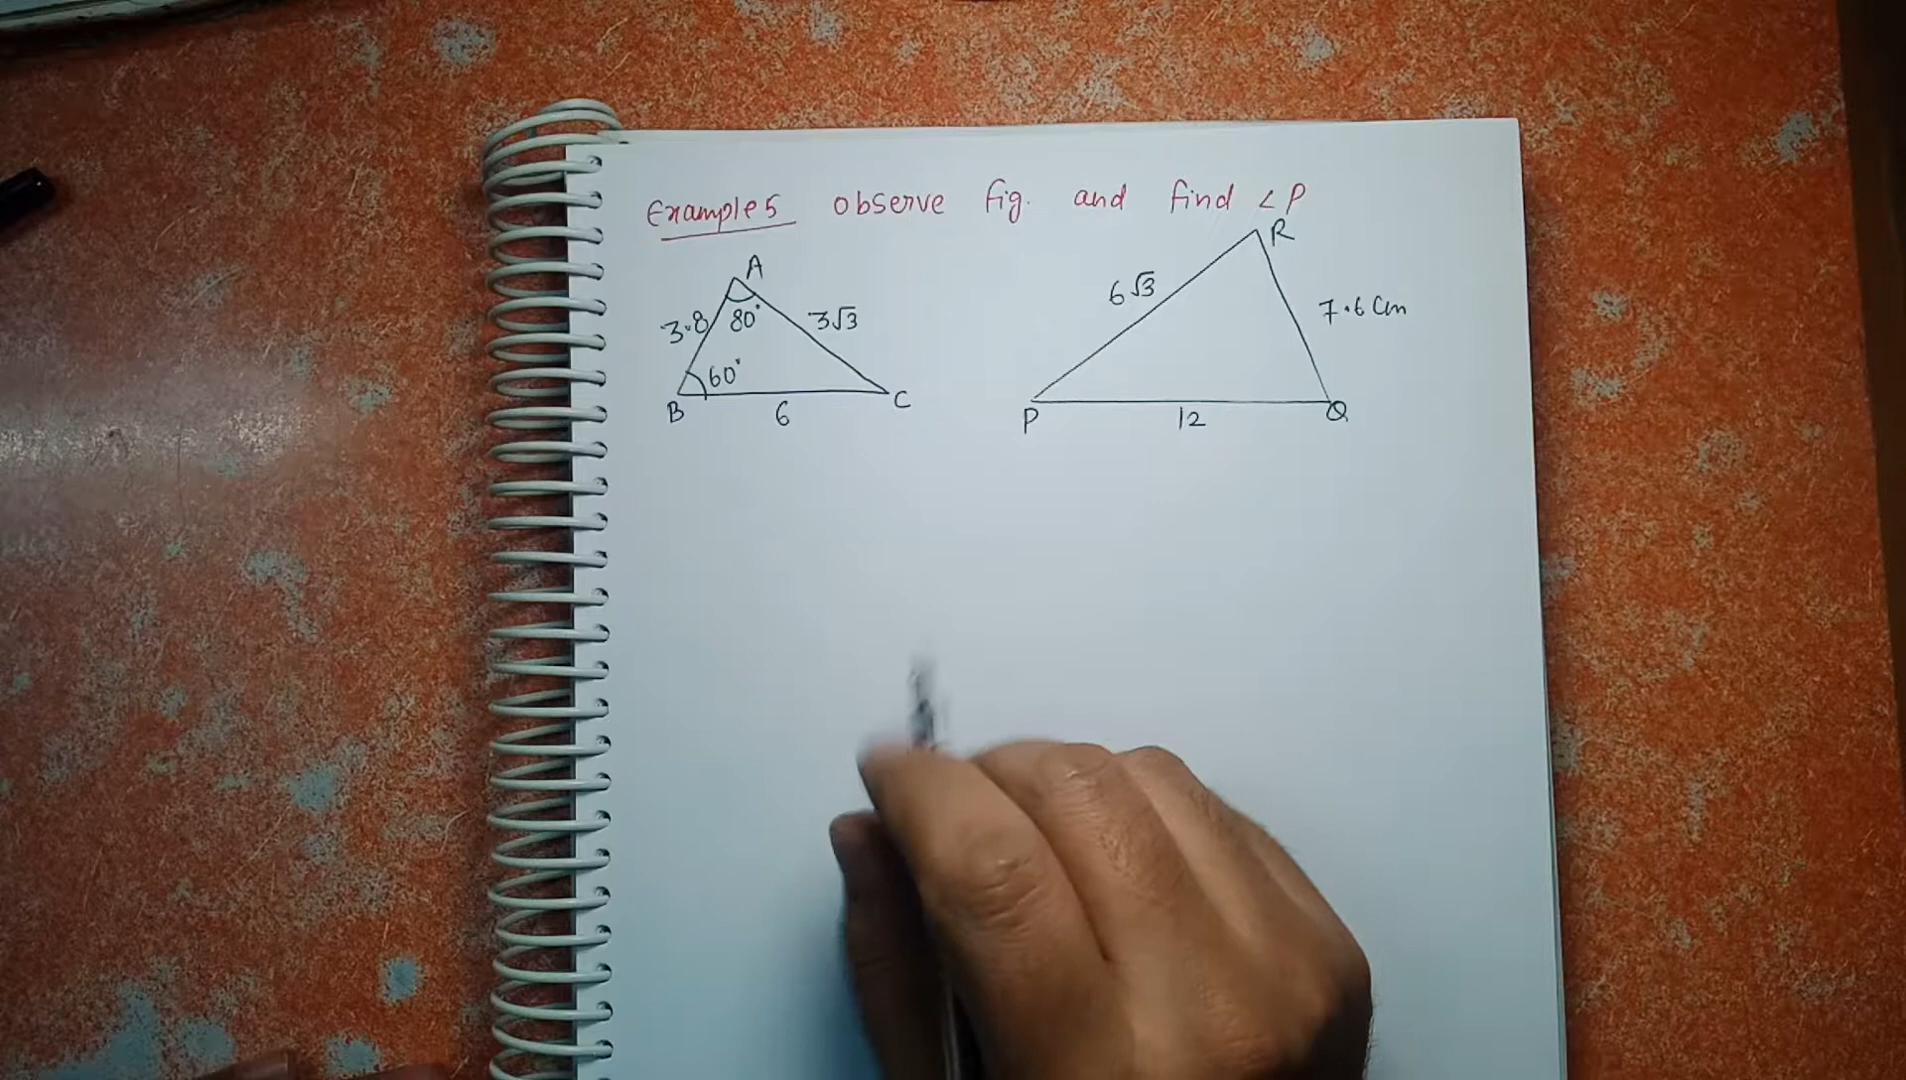 Example 5 observe fig. and find ∠P
A
R
3.8
80°
3√3
6√3
7.6 cm
60°
B
6
C
P
12
Q